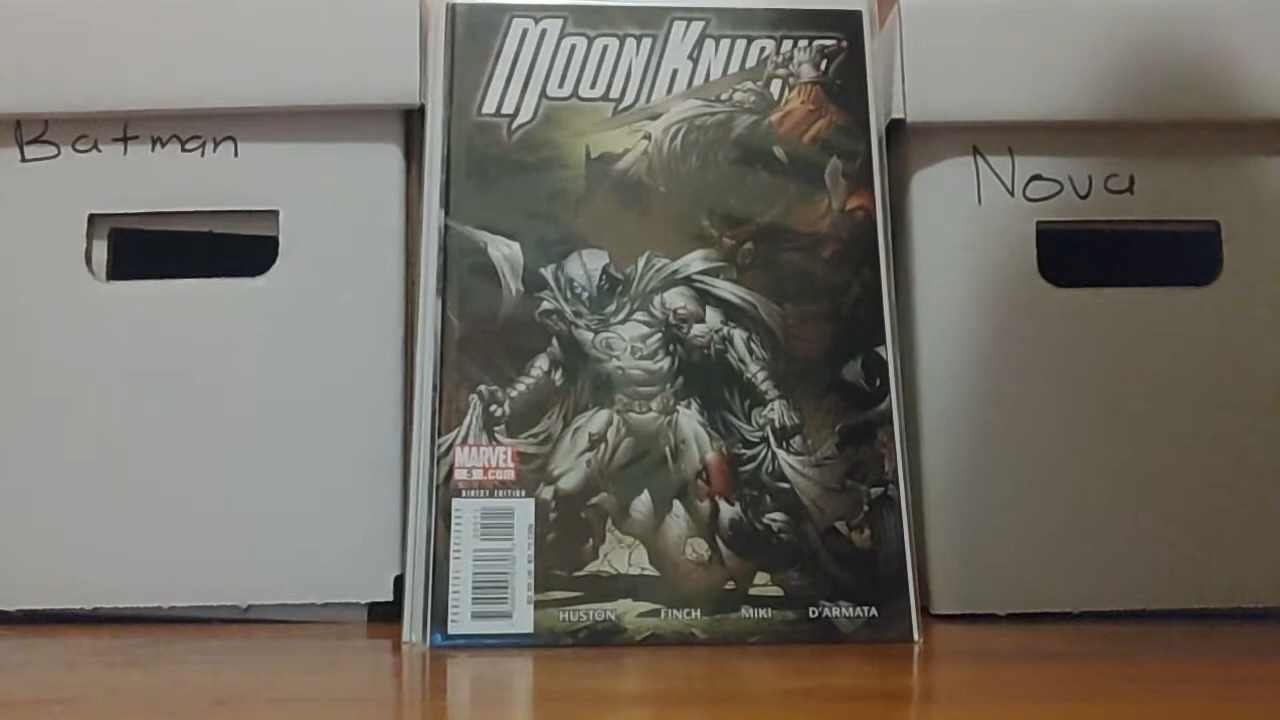 Batman
MOON KNIGHT
Nova
MARVEL
5 .com
DIRECT EDITION
HUSTON FINCH MIKI D'ARMATA